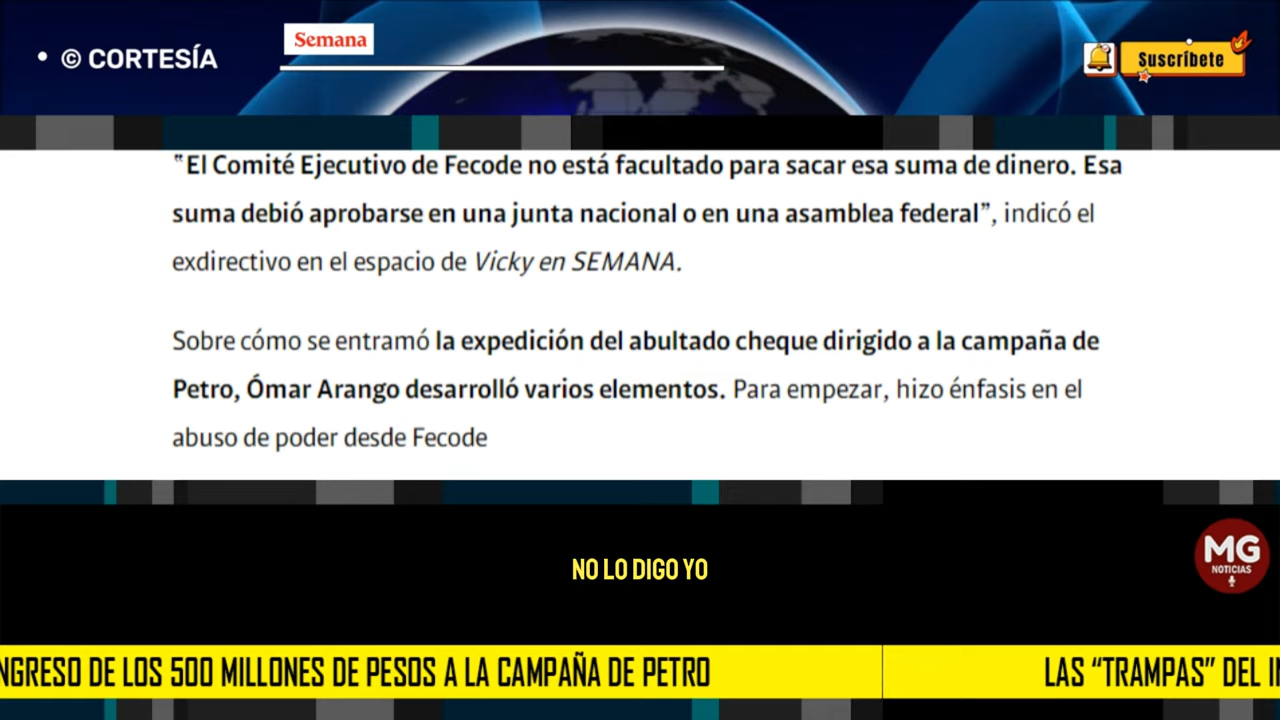 • © CORTESÍA
Semana
Suscríbete
"El Comité Ejecutivo de Fecode no está facultado para sacar esa suma de dinero. Esa
suma debió aprobarse en una junta nacional o en una asamblea federal”, indicó el
exdirectivo en el espacio de Vicky en SEMANA.
Sobre cómo se entramó la expedición del abultado cheque dirigido a la campaña de
Petro, Ómar Arango desarrolló varios elementos. Para empezar, hizo énfasis en el
abuso de poder desde Fecode
MG
NOTICIAS
NO LO DIGO YO
NGRESO DE LOS 500 MILLONES DE PESOS A LA CAMPAÑA DE PETRO
LAS “TRAMPAS” DEL I